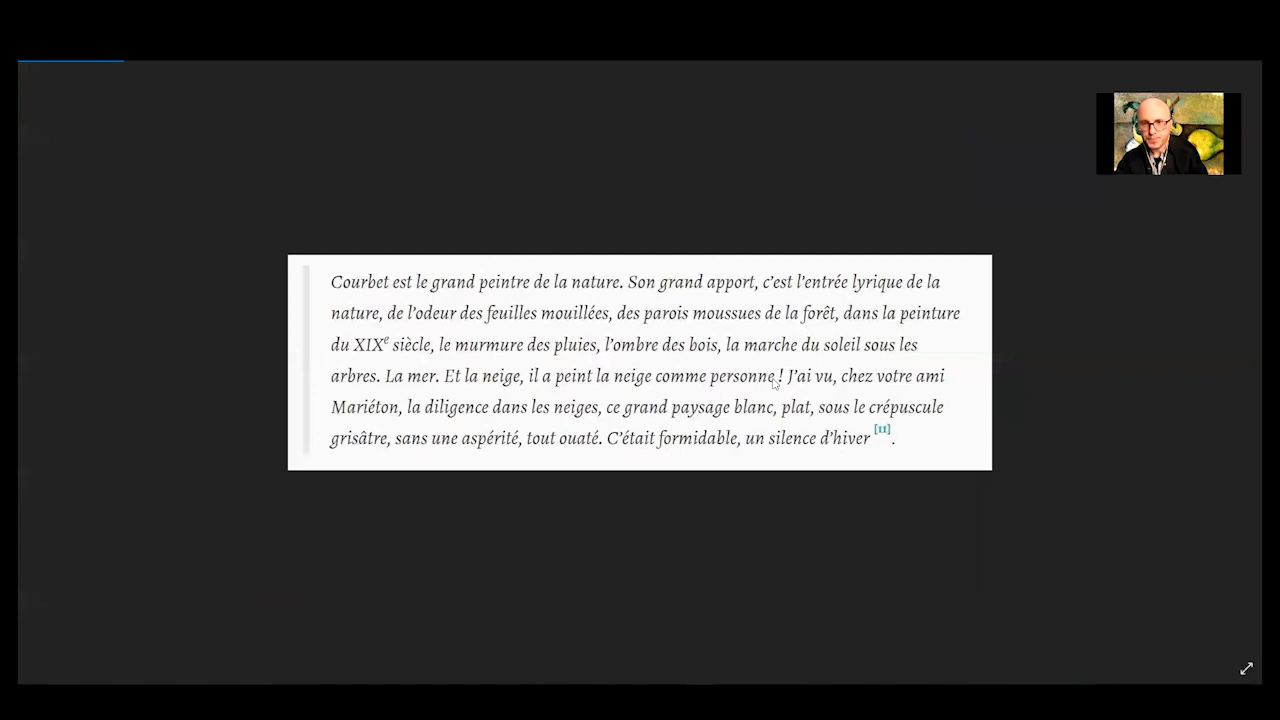 Courbet est le grand peintre de la nature. Son grand apport, c’est l’entrée lyrique de la
nature, de l’odeur des feuilles mouillées, des parois moussues de la forêt, dans la peinture
du XIXe siècle, le murmure des pluies, l’ombre des bois, la marche du soleil sous les
arbres. La mer. Et la neige, il a peint la neige comme personne ! J’ai vu, chez votre ami
Mariéton, la diligence dans les neiges, ce grand paysage blanc, plat, sous le crépuscule
grisâtre, sans une aspérité, tout ouaté. C’était formidable, un silence d’hiver [11].